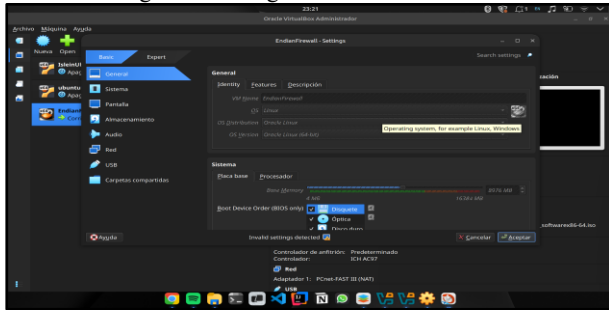 23:21
Oracle VirtualBox Administrador
Archivo Máquina Ayuda
EndianFirewall - Settings
Nueva Open
Basic Expert
Search settings
General
Sistema
Pantalla
Almacenamiento
Audio
Red
USB
Carpetas compartidas
General
Identity Features Descripción
VM Name EndianFirewall
OS Linux
OS Distribution Oracle Linux
OS Version Oracle Linux (64-bit)
Operating system, for example Linux, Windows
Sistema
Placa base Procesador
Base Memory 8576 MB
4 MB 16384 MB
Boot Device Order (BIOS only) Disquete
Óptica
Disco duro
Ayuda Invalid settings detected Cancelar Aceptar
Controlador de anfitrión: Predeterminado
Controlador: ICH AC97
Red
Adaptador 1: PCnet-FAST III (NAT)
USB